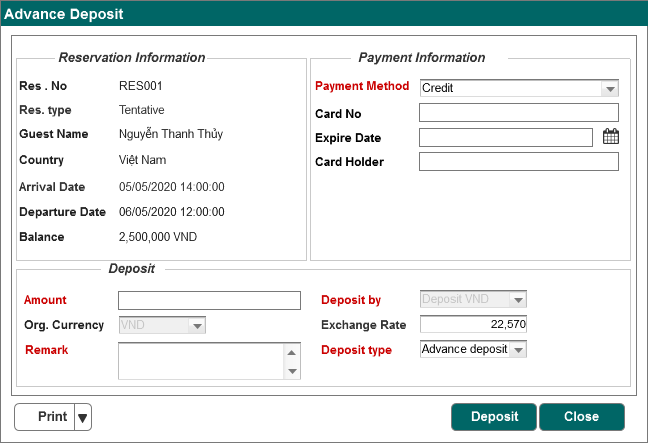 Advance Deposit
Reservation Information
Res . No RES001
Res. type Tentative
Guest Name Nguyễn Thanh Thủy
Country Việt Nam
Arrival Date 05/05/2020 14:00:00
Departure Date 06/05/2020 12:00:00
Balance 2,500,000 VND
Payment Information
Payment Method Credit
Card No
Expire Date
Card Holder
Deposit
Amount
Org. Currency VND
Remark
Deposit by Deposit VND
Exchange Rate 22,570
Deposit type Advance deposit
Print
Deposit
Close